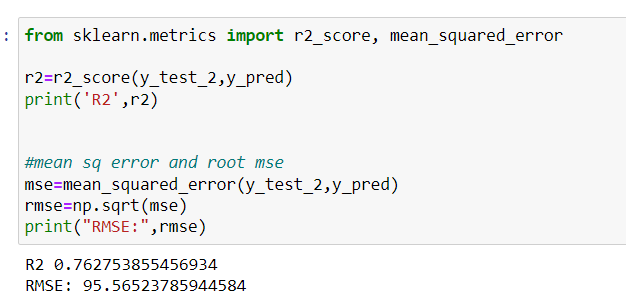 : from sklearn.metrics import r2_score, mean_squared_error
r2=r2_score(y_test_2,y_pred)
print('R2',r2)
#mean sq error and root mse
mse=mean_squared_error(y_test_2,y_pred)
rmse=np.sqrt(mse)
print("RMSE:",rmse)
R2 0.762753855456934
RMSE: 95.56523785944584